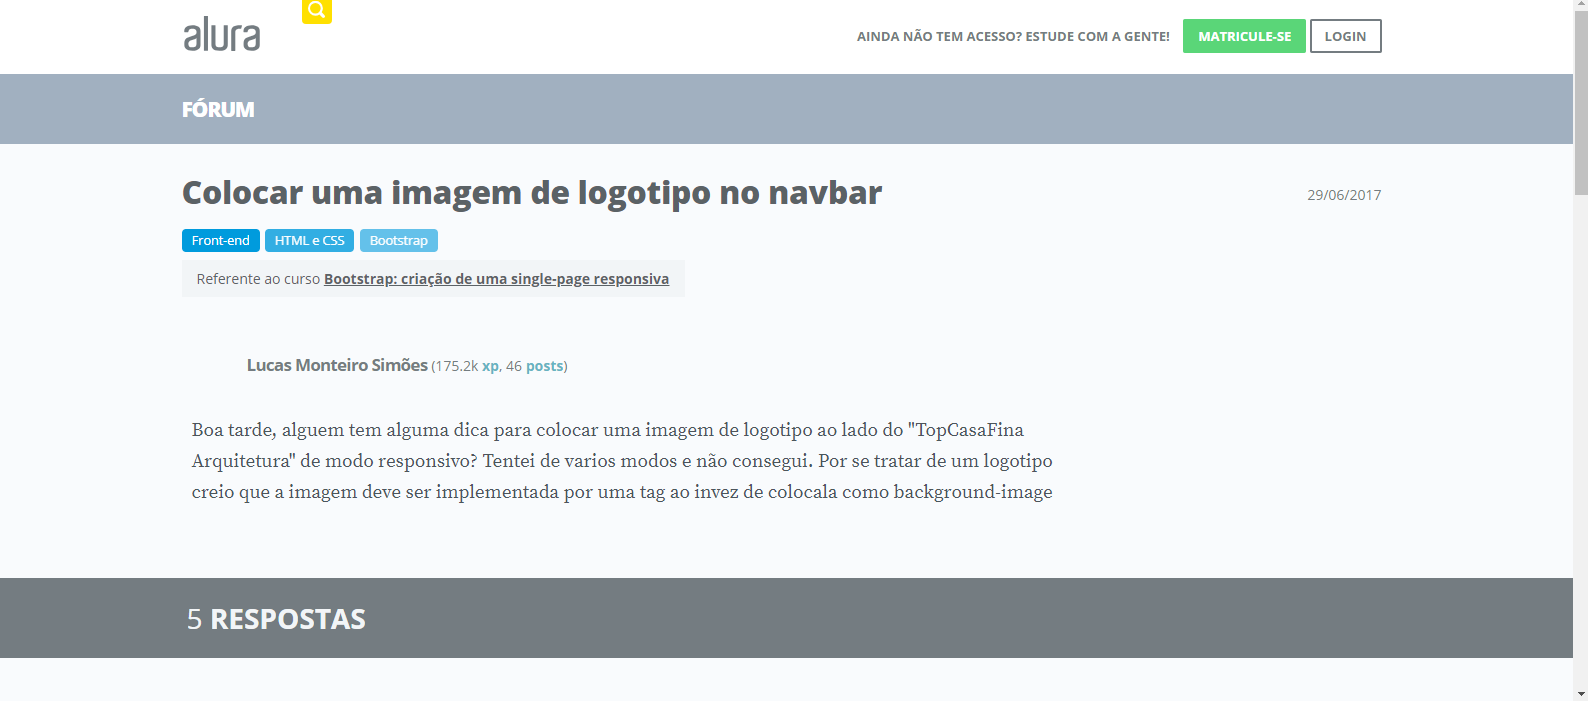 alura
AINDA NÃO TEM ACESSO? ESTUDE COM A GENTE!
MATRICULE-SE
LOGIN
FÓRUM
Colocar uma imagem de logotipo no navbar
29/06/2017
Front-end
HTML e CSS
Bootstrap
Referente ao curso Bootstrap: criação de uma single-page responsiva
Lucas Monteiro Simões (175.2k xp, 46 posts)
Boa tarde, alguem tem alguma dica para colocar uma imagem de logotipo ao lado do "TopCasaFina
Arquitetura" de modo responsivo? Tentei de varios modos e não consegui. Por se tratar de um logotipo
creio que a imagem deve ser implementada por uma tag ao invez de colocala como background-image
5 RESPOSTAS